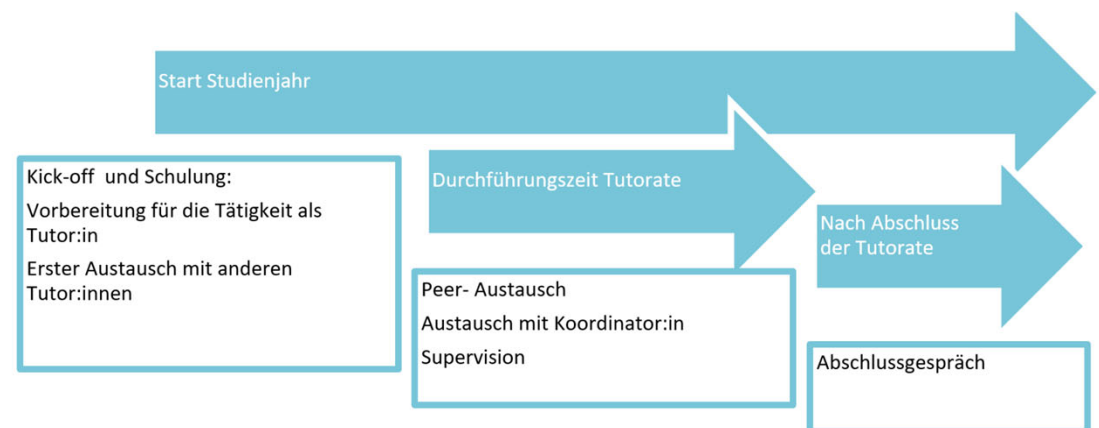 Start Studienjahr
Kick-off und Schulung:
Vorbereitung für die Tätigkeit als
Tutor:in
Erster Austausch mit anderen
Tutor:innen
Durchführungszeit Tutorate
Peer- Austausch
Austausch mit Koordinator:in
Supervision
Nach Abschluss
der Tutorate
Abschlussgespräch